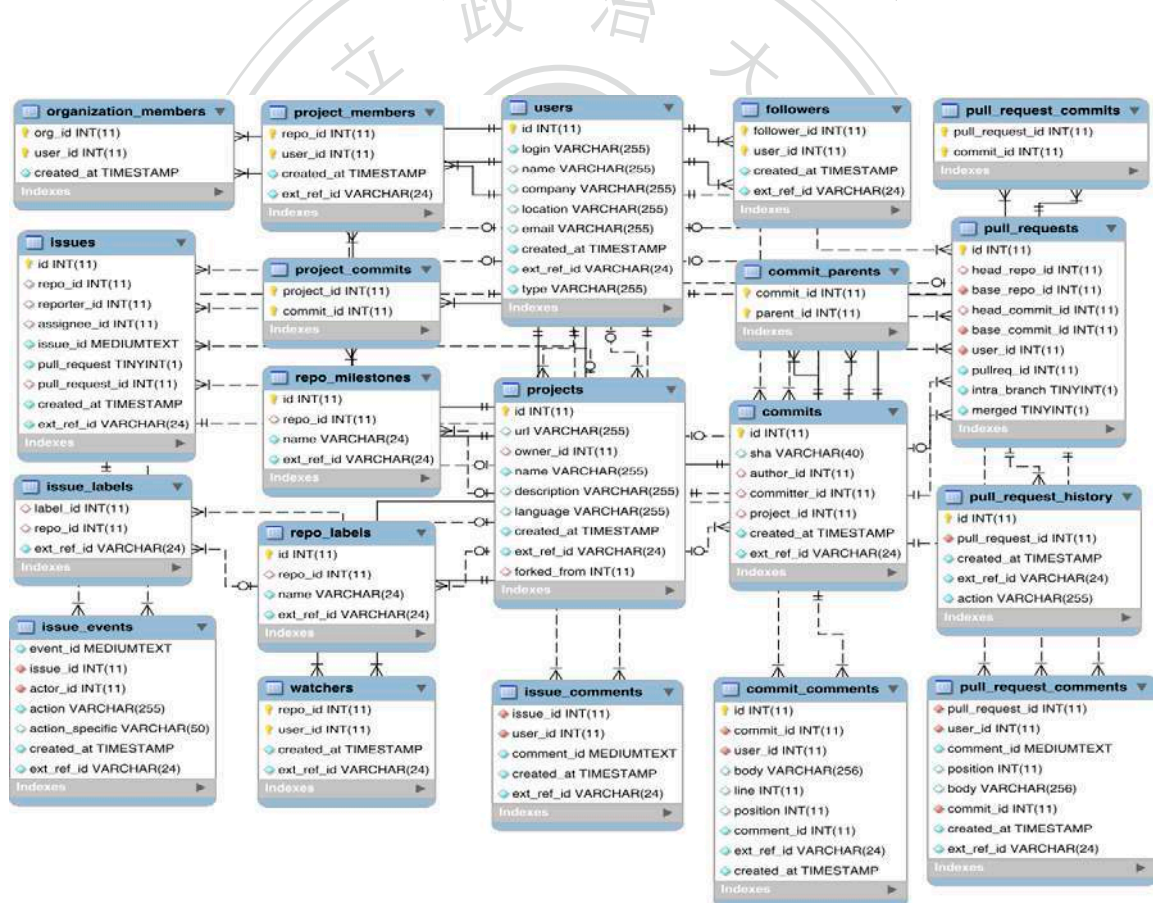 立 政 治 大
organization_members
org_id INT(11)
user_id INT(11)
created_at TIMESTAMP
Indexes
project_members
repo_id INT(11)
user_id INT(11)
created_at TIMESTAMP
ext_ref_id VARCHAR(24)
Indexes
users
id INT(11)
login VARCHAR(255)
name VARCHAR(255)
company VARCHAR(255)
location VARCHAR(255)
email VARCHAR(255)
created_at TIMESTAMP
ext_ref_id VARCHAR(24)
type VARCHAR(255)
Indexes
followers
follower_id INT(11)
user_id INT(11)
created_at TIMESTAMP
ext_ref_id VARCHAR(24)
Indexes
pull_request_commits
pull_request_id INT(11)
commit_id INT(11)
Indexes
issues
id INT(11)
repo_id INT(11)
reporter_id INT(11)
assignee_id INT(11)
issue_id MEDIUMTEXT
pull_request TINYINT(1)
pull_request_id INT(11)
created_at TIMESTAMP
ext_ref_id VARCHAR(24)
Indexes
project_commits
project_id INT(11)
commit_id INT(11)
Indexes
commit_parents
commit_id INT(11)
parent_id INT(11)
Indexes
pull_requests
id INT(11)
head_repo_id INT(11)
base_repo_id INT(11)
head_commit_id INT(11)
base_commit_id INT(11)
user_id INT(11)
pullreq_id INT(11)
intra_branch TINYINT(1)
merged TINYINT(1)
Indexes
repo_milestones
id INT(11)
repo_id INT(11)
name VARCHAR(24)
ext_ref_id VARCHAR(24)
Indexes
projects
id INT(11)
url VARCHAR(255)
owner_id INT(11)
name VARCHAR(255)
description VARCHAR(255)
language VARCHAR(255)
created_at TIMESTAMP
ext_ref_id VARCHAR(24)
forked_from INT(11)
Indexes
commits
id INT(11)
sha VARCHAR(40)
author_id INT(11)
committer_id INT(11)
project_id INT(11)
created_at TIMESTAMP
ext_ref_id VARCHAR(24)
Indexes
issue_labels
label_id INT(11)
repo_id INT(11)
ext_ref_id VARCHAR(24)
Indexes
repo_labels
id INT(11)
repo_id INT(11)
name VARCHAR(24)
ext_ref_id VARCHAR(24)
Indexes
pull_request_history
id INT(11)
pull_request_id INT(11)
created_at TIMESTAMP
ext_ref_id VARCHAR(24)
action VARCHAR(255)
Indexes
issue_events
event_id MEDIUMTEXT
issue_id INT(11)
actor_id INT(11)
action VARCHAR(255)
action_specific VARCHAR(50)
created_at TIMESTAMP
ext_ref_id VARCHAR(24)
Indexes
watchers
repo_id INT(11)
user_id INT(11)
created_at TIMESTAMP
ext_ref_id VARCHAR(24)
Indexes
issue_comments
issue_id INT(11)
user_id INT(11)
comment_id MEDIUMTEXT
created_at TIMESTAMP
ext_ref_id VARCHAR(24)
Indexes
commit_comments
id INT(11)
commit_id INT(11)
user_id INT(11)
body VARCHAR(256)
line INT(11)
position INT(11)
comment_id INT(11)
ext_ref_id VARCHAR(24)
created_at TIMESTAMP
Indexes
pull_request_comments
pull_request_id INT(11)
user_id INT(11)
comment_id MEDIUMTEXT
position INT(11)
body VARCHAR(256)
commit_id INT(11)
created_at TIMESTAMP
ext_ref_id VARCHAR(24)
Indexes